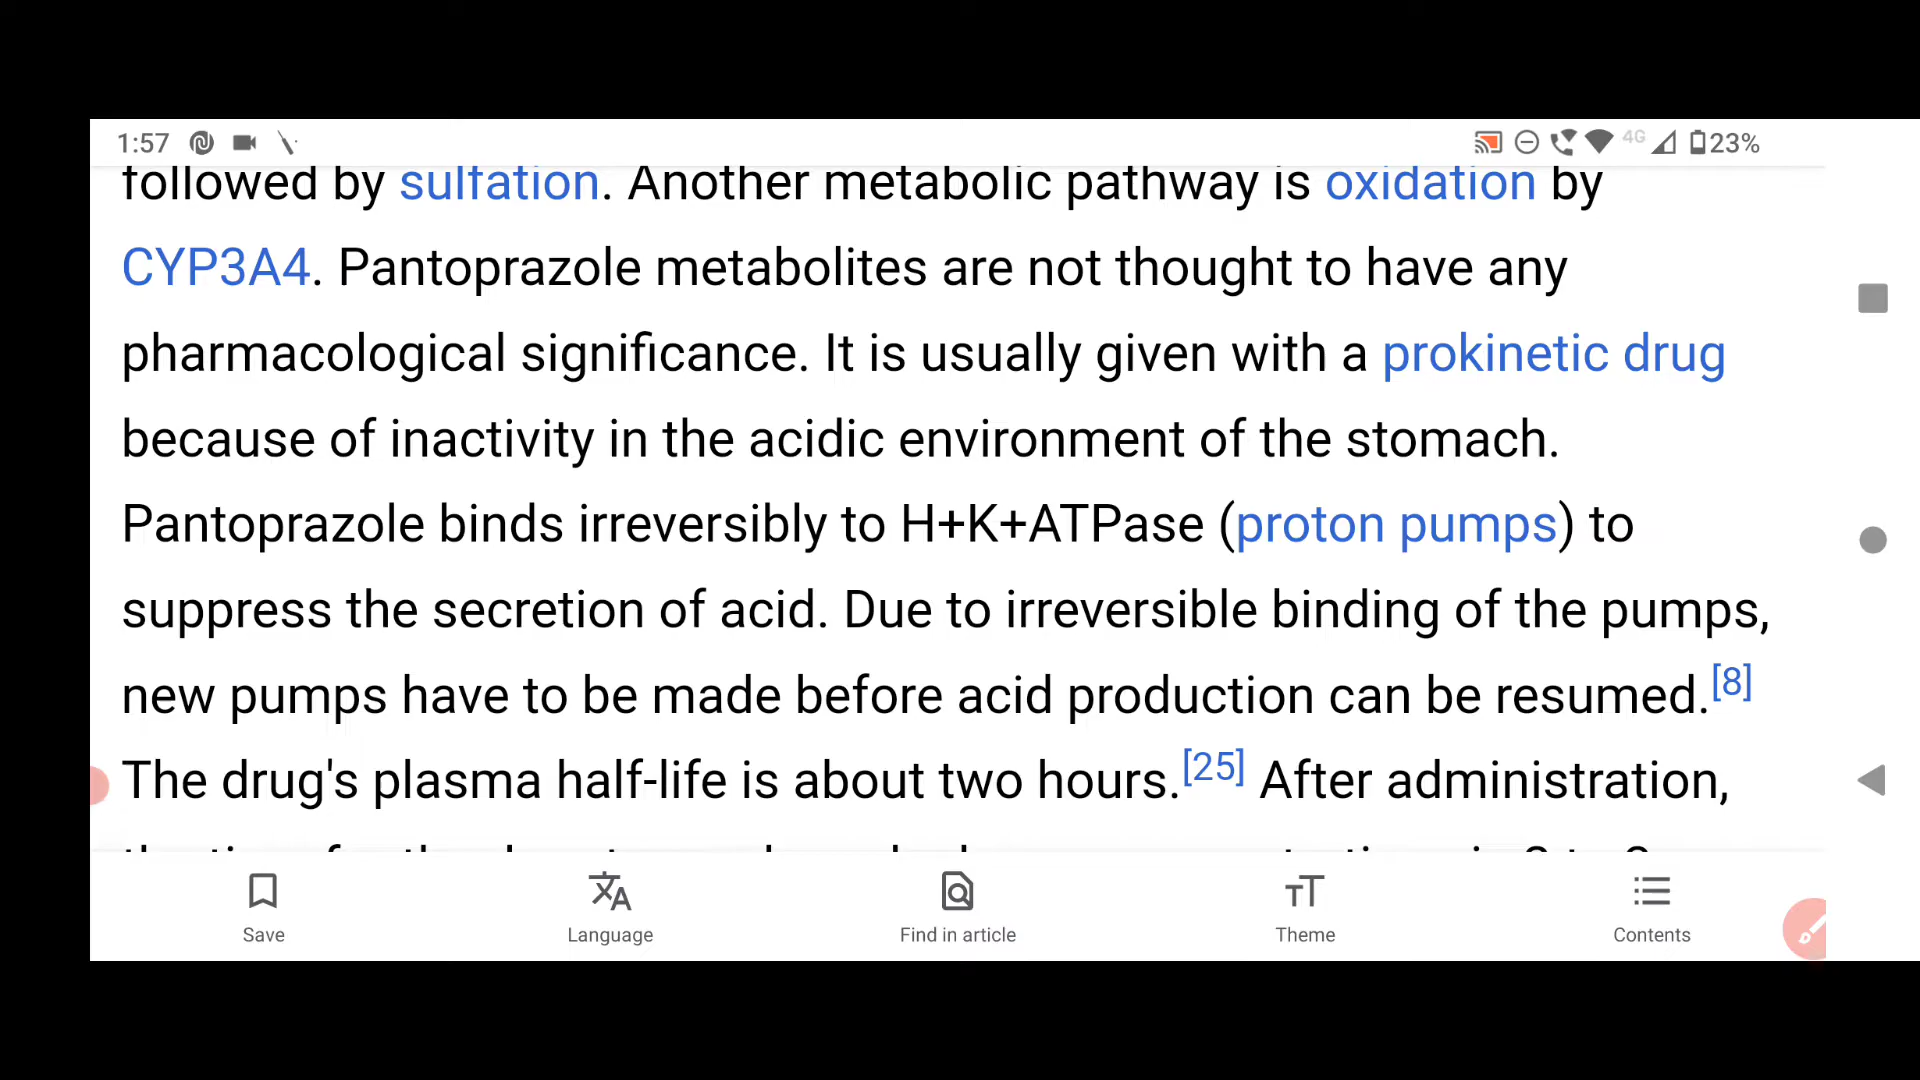 1:57
4G
23%
followed by sulfation. Another metabolic pathway is oxidation by
CYP3A4. Pantoprazole metabolites are not thought to have any
pharmacological significance. It is usually given with a prokinetic drug
because of inactivity in the acidic environment of the stomach.
Pantoprazole binds irreversibly to H+K+ATPase (proton pumps) to
suppress the secretion of acid. Due to irreversible binding of the pumps,
new pumps have to be made before acid production can be resumed.[8]
The drug's plasma half-life is about two hours.[25] After administration,
Save
Language
Find in article
Theme
Contents